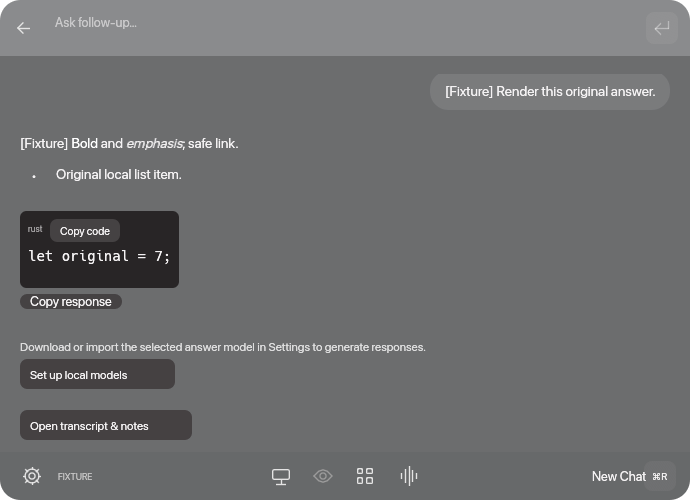 Ask follow-up...
[Fixture] Render this original answer.
[Fixture] Bold and emphasis; safe link.
• Original local list item.
rust Copy code
let original = 7;
Copy response
Download or import the selected answer model in Settings to generate responses.
Set up local models
Open transcript & notes
FIXTURE New Chat ⌘R